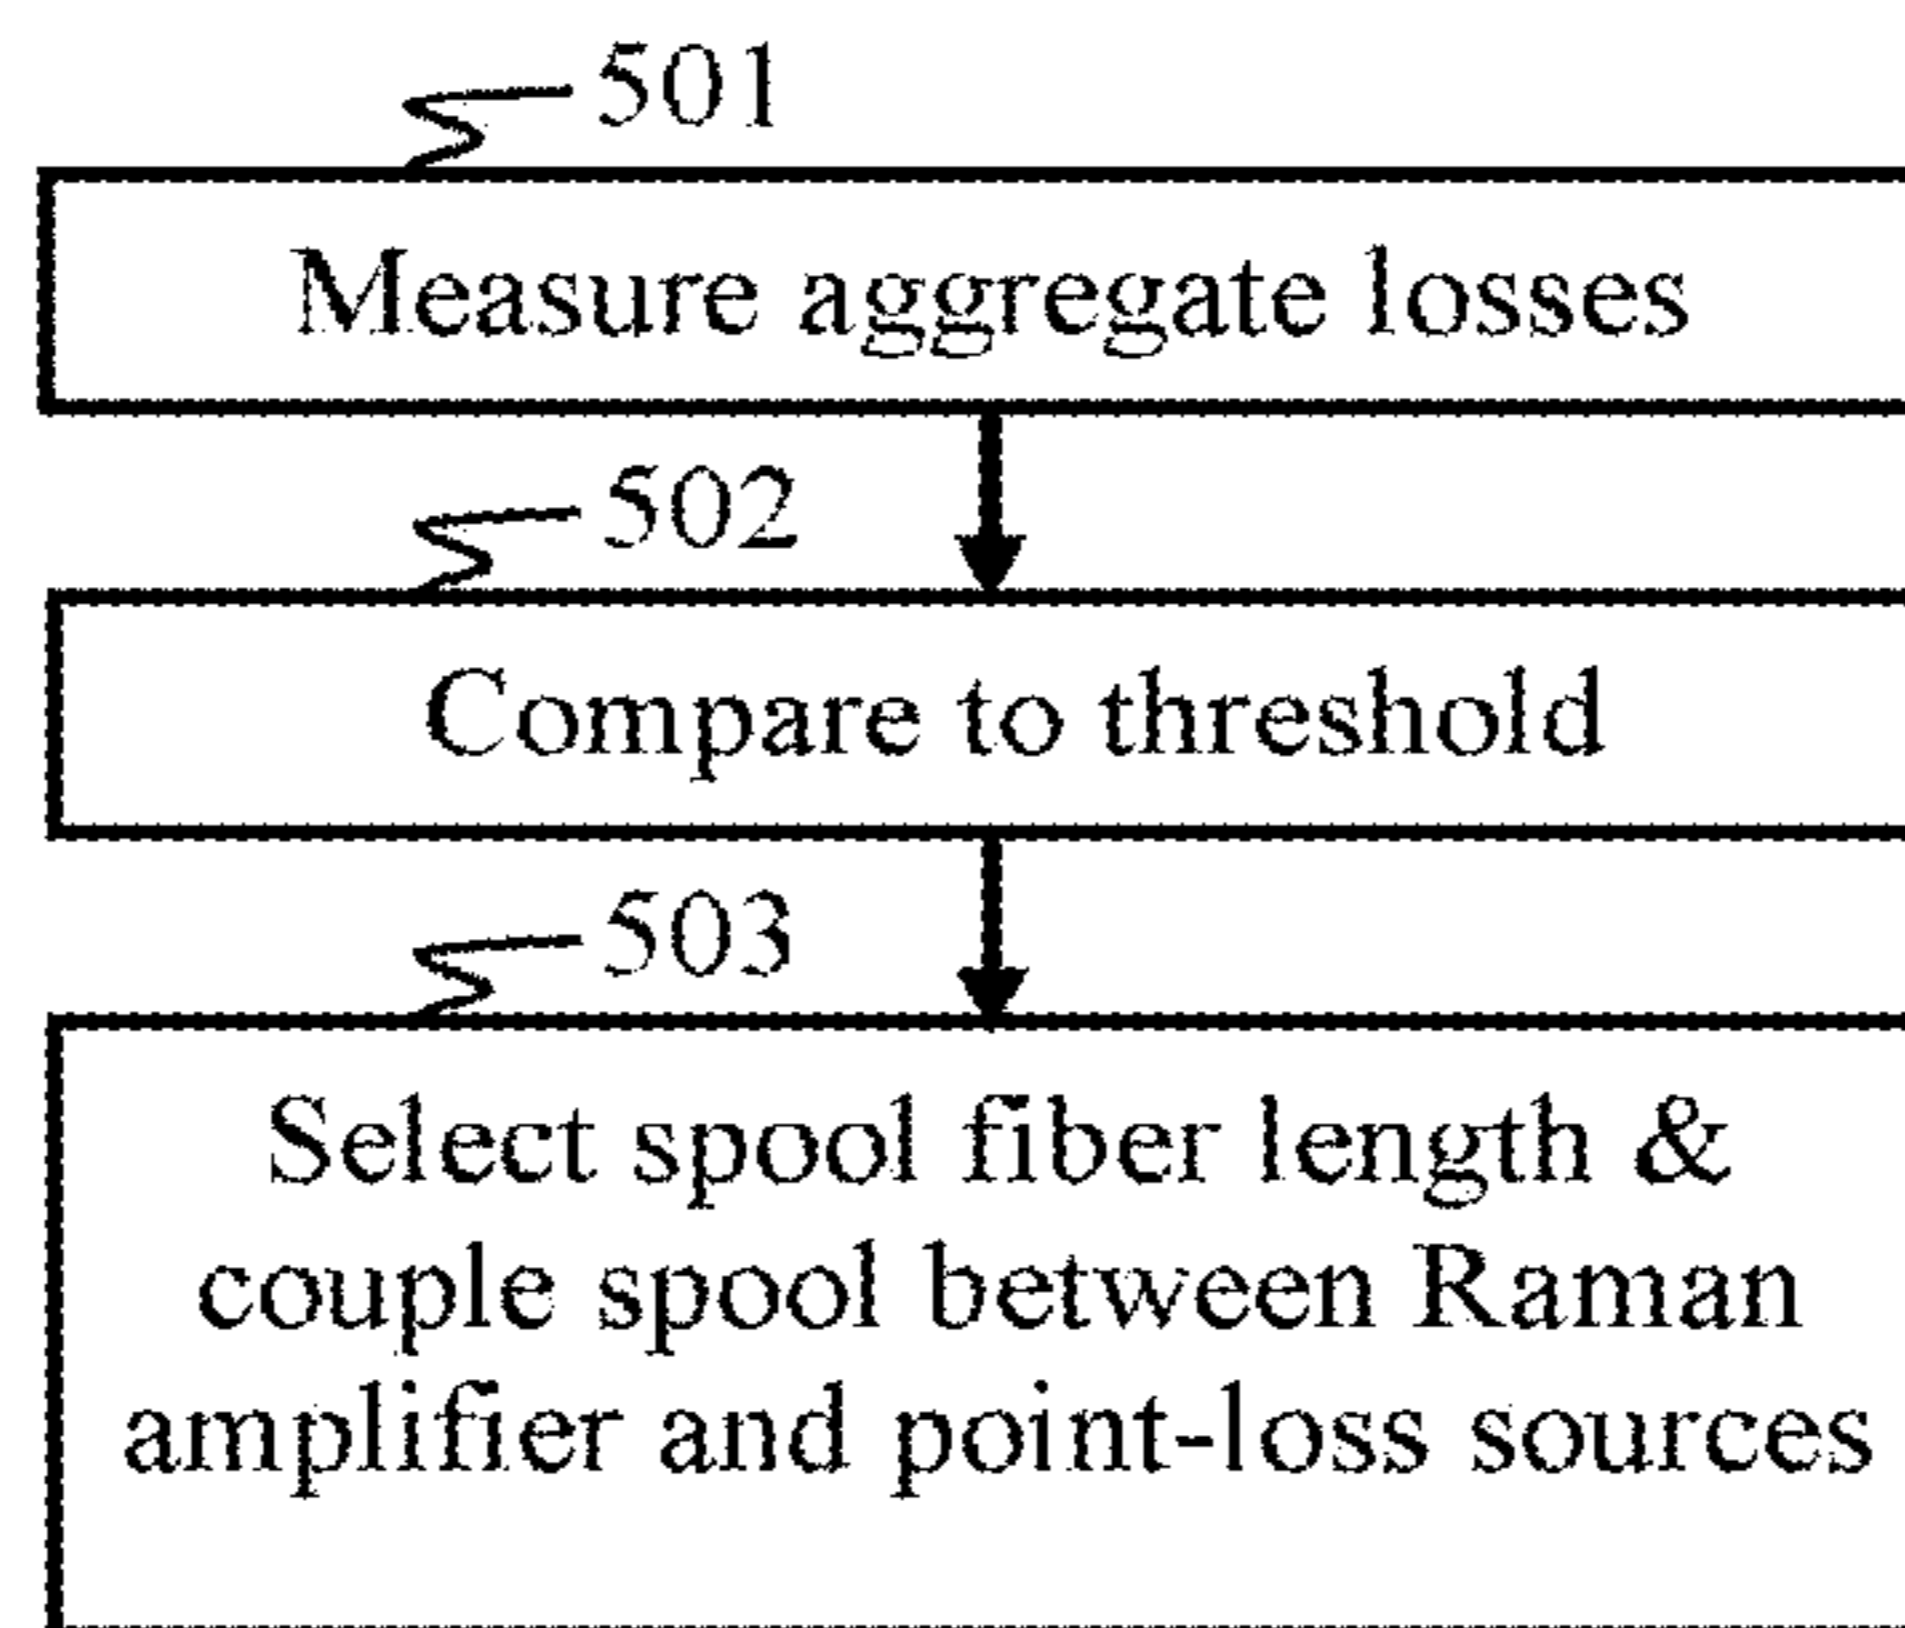 501
Measure aggregate losses
502
Compare to threshold
503
Select spool fiber length &
couple spool between Raman
amplifier and point-loss sources